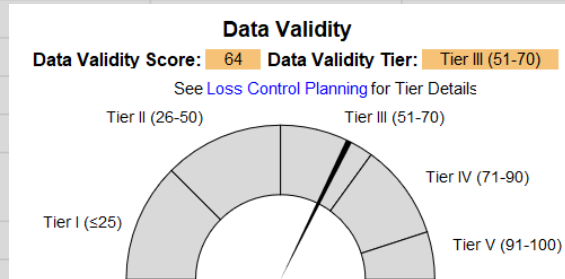 Data Validity
Data Validity Score: 64 Data Validity Tier: Tier III (51-70)
See Loss Control Planning for Tier Details
Tier II (26-50) Tier III (51-70)
Tier IV (71-90)
Tier I (≤25)
Tier V (91-100)